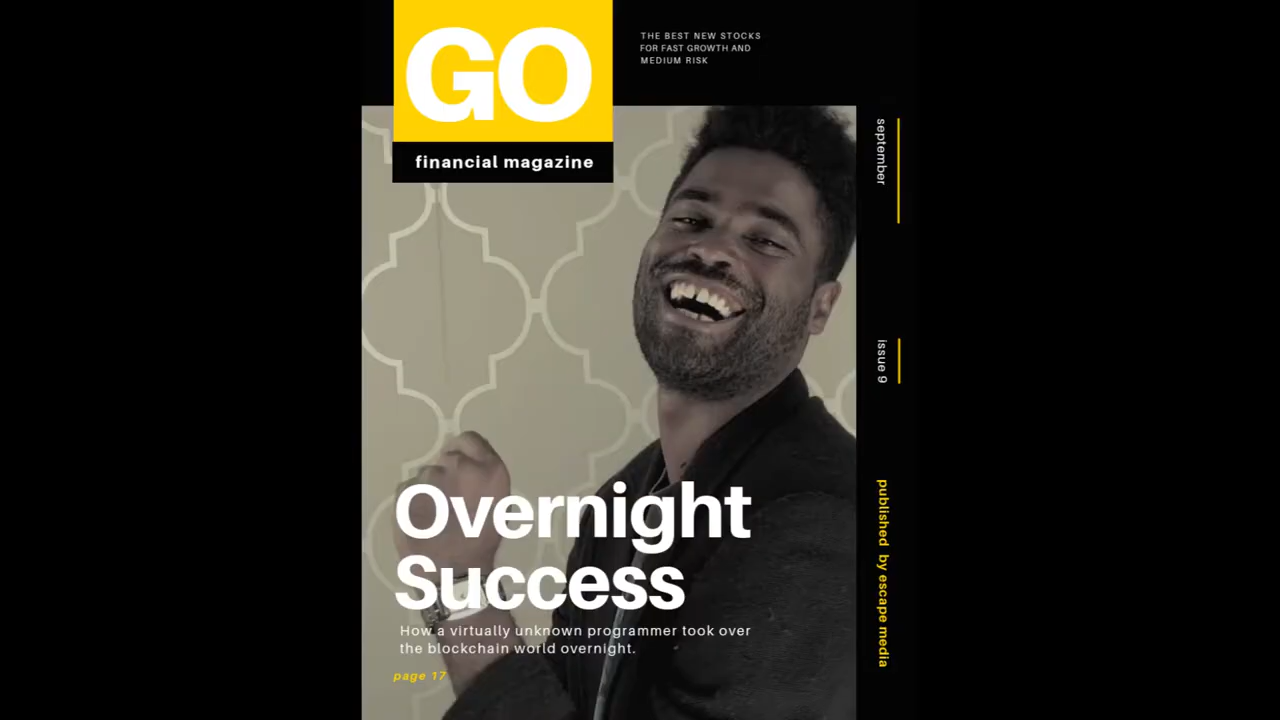 GO
financial magazine
THE BEST NEW STOCKS
FOR FAST GROWTH AND
MEDIUM RISK
september
issue 9
published by escape media
Overnight
Success
How a virtually unknown programmer took over
the blockchain world overnight.
page 17